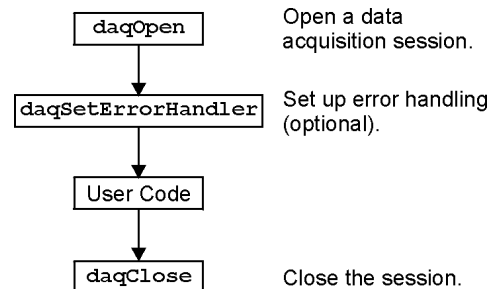 daqOpen
Open a data
acquisition session.
daqSetErrorHandler
Set up error handling
(optional).
User Code
daqClose
Close the session.